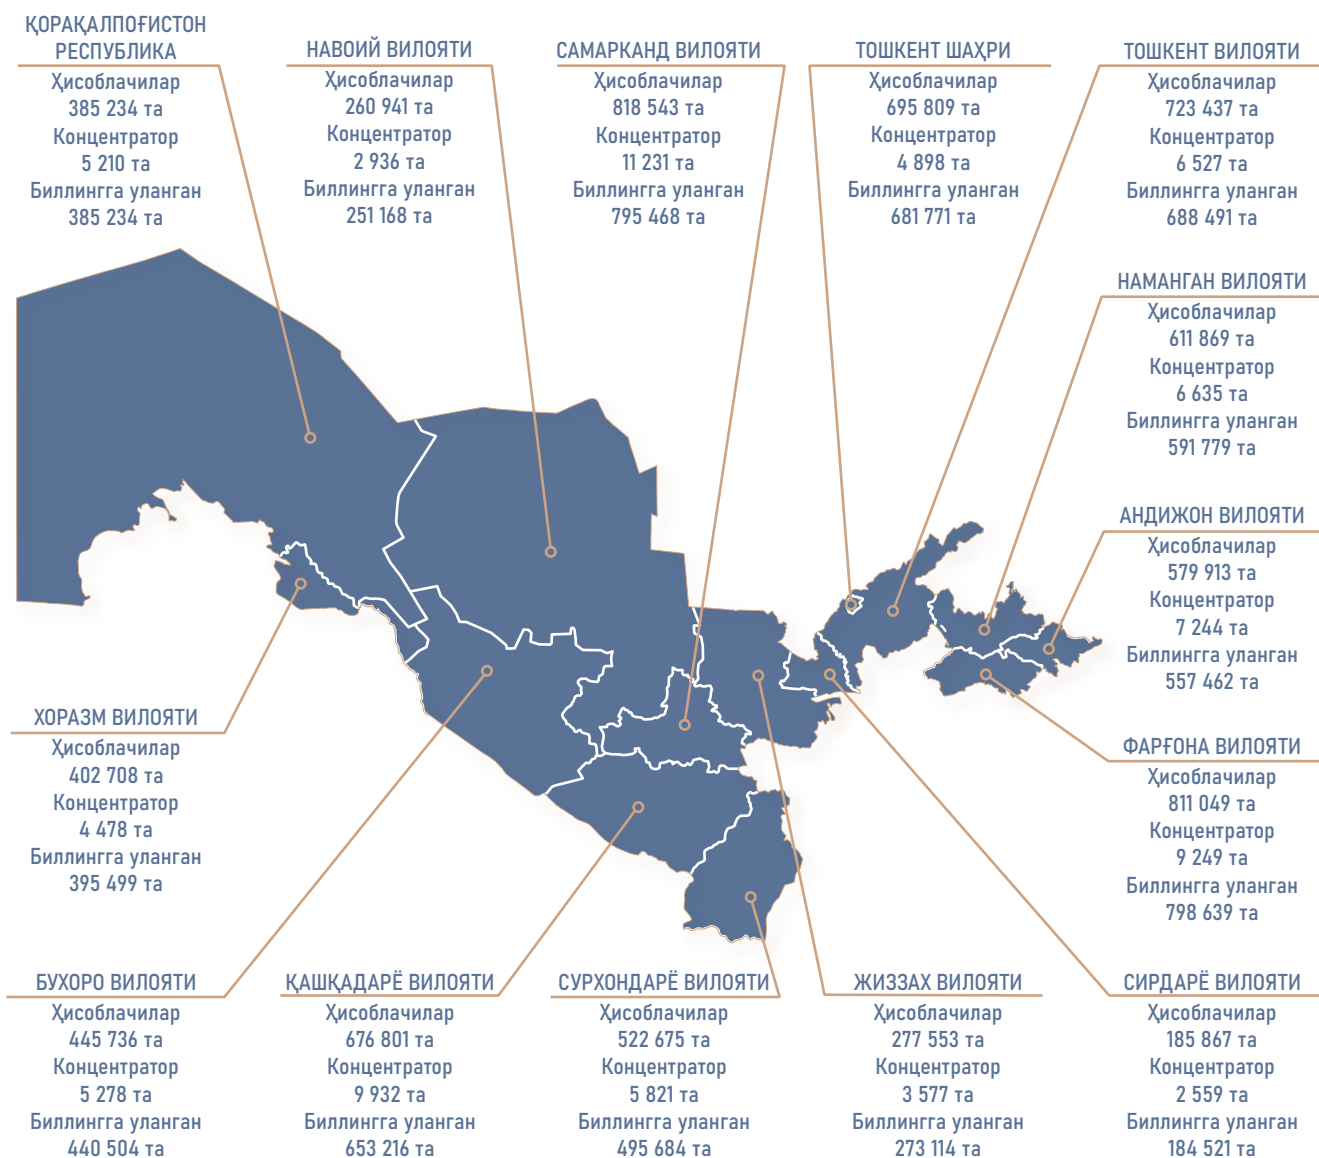 ҚОРАҚАЛПОҒИСТОН
РЕСПУБЛИКА
Ҳисоблачилар
385 234 та
Концентратор
5 210 та
Биллингга уланган
385 234 та
НАВОИЙ ВИЛОЯТИ
Ҳисоблачилар
260 941 та
Концентратор
2 936 та
Биллингга уланган
251 168 та
САМАРКАНД ВИЛОЯТИ
Ҳисоблачилар
818 543 та
Концентратор
11 231 та
Биллингга уланган
795 468 та
ТОШКЕНТ ШАҲРИ
Ҳисоблачилар
695 809 та
Концентратор
4 898 та
Биллингга уланган
681 771 та
ТОШКЕНТ ВИЛОЯТИ
Ҳисоблачилар
723 437 та
Концентратор
6 527 та
Биллингга уланган
688 491 та
НАМАНГАН ВИЛОЯТИ
Ҳисоблачилар
611 869 та
Концентратор
6 635 та
Биллингга уланган
591 779 та
АНДИЖОН ВИЛОЯТИ
Ҳисоблачилар
579 913 та
Концентратор
7 244 та
Биллингга уланган
557 462 та
ХОРАЗМ ВИЛОЯТИ
Ҳисоблачилар
402 708 та
Концентратор
4 478 та
Биллингга уланган
395 499 та
ФАРҒОНА ВИЛОЯТИ
Ҳисоблачилар
811 049 та
Концентратор
9 249 та
Биллингга уланган
798 639 та
БУХОРО ВИЛОЯТИ
Ҳисоблачилар
445 736 та
Концентратор
5 278 та
Биллингга уланган
440 504 та
ҚАШҚАДАРЁ ВИЛОЯТИ
Ҳисоблачилар
676 801 та
Концентратор
9 932 та
Биллингга уланган
653 216 та
СУРХОНДАРЁ ВИЛОЯТИ
Ҳисоблачилар
522 675 та
Концентратор
5 821 та
Биллингга уланган
495 684 та
ЖИЗЗАХ ВИЛОЯТИ
Ҳисоблачилар
277 553 та
Концентратор
3 577 та
Биллингга уланган
273 114 та
СИРДАРЁ ВИЛОЯТИ
Ҳисоблачилар
185 867 та
Концентратор
2 559 та
Биллингга уланган
184 521 та